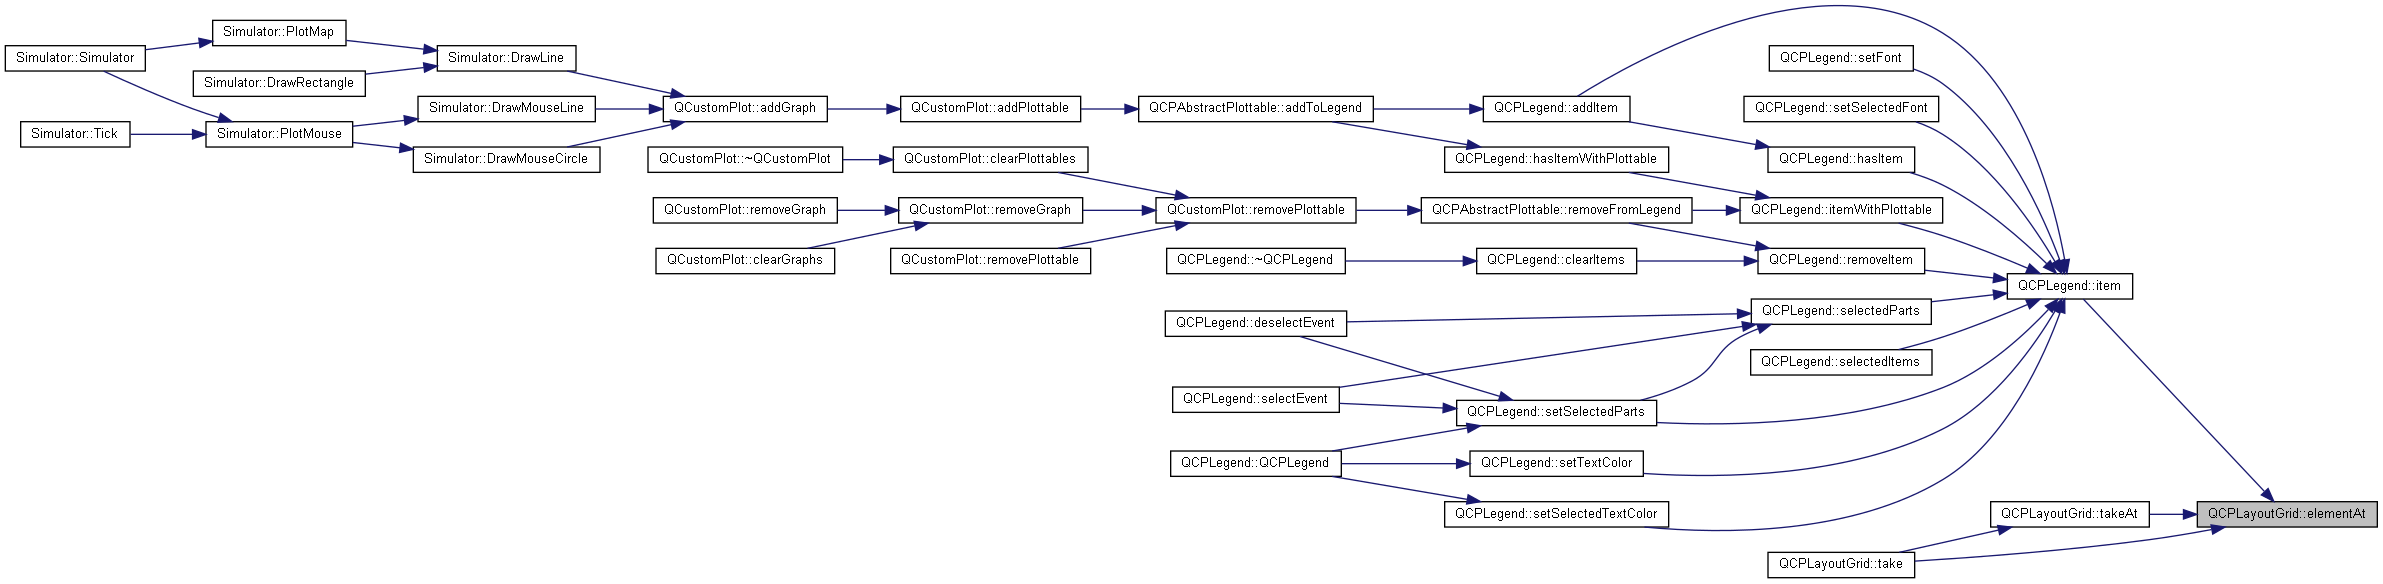 Simulator::Simulator
Simulator::PlotMap
Simulator::DrawRectangle
Simulator::DrawLine
Simulator::Tick
Simulator::PlotMouse
Simulator::DrawMouseLine
Simulator::DrawMouseCircle
QCustomPlot::addGraph
QCustomPlot::addPlottable
QCPAbstractPlottable::addToLegend
QCPLegend::addItem
QCPLegend::setFont
QCPLegend::setSelectedFont
QCustomPlot::~QCustomPlot
QCustomPlot::clearPlottables
QCPLegend::hasItemWithPlottable
QCPLegend::hasItem
QCustomPlot::removeGraph
QCustomPlot::removeGraph
QCustomPlot::removePlottable
QCPAbstractPlottable::removeFromLegend
QCPLegend::itemWithPlottable
QCustomPlot::clearGraphs
QCustomPlot::removePlottable
QCPLegend::~QCPLegend
QCPLegend::clearItems
QCPLegend::removeItem
QCPLegend::item
QCPLegend::deselectEvent
QCPLegend::selectedParts
QCPLegend::selectedItems
QCPLegend::selectEvent
QCPLegend::setSelectedParts
QCPLegend::QCPLegend
QCPLegend::setTextColor
QCPLegend::setSelectedTextColor
QCPLayoutGrid::takeAt
QCPLayoutGrid::elementAt
QCPLayoutGrid::take